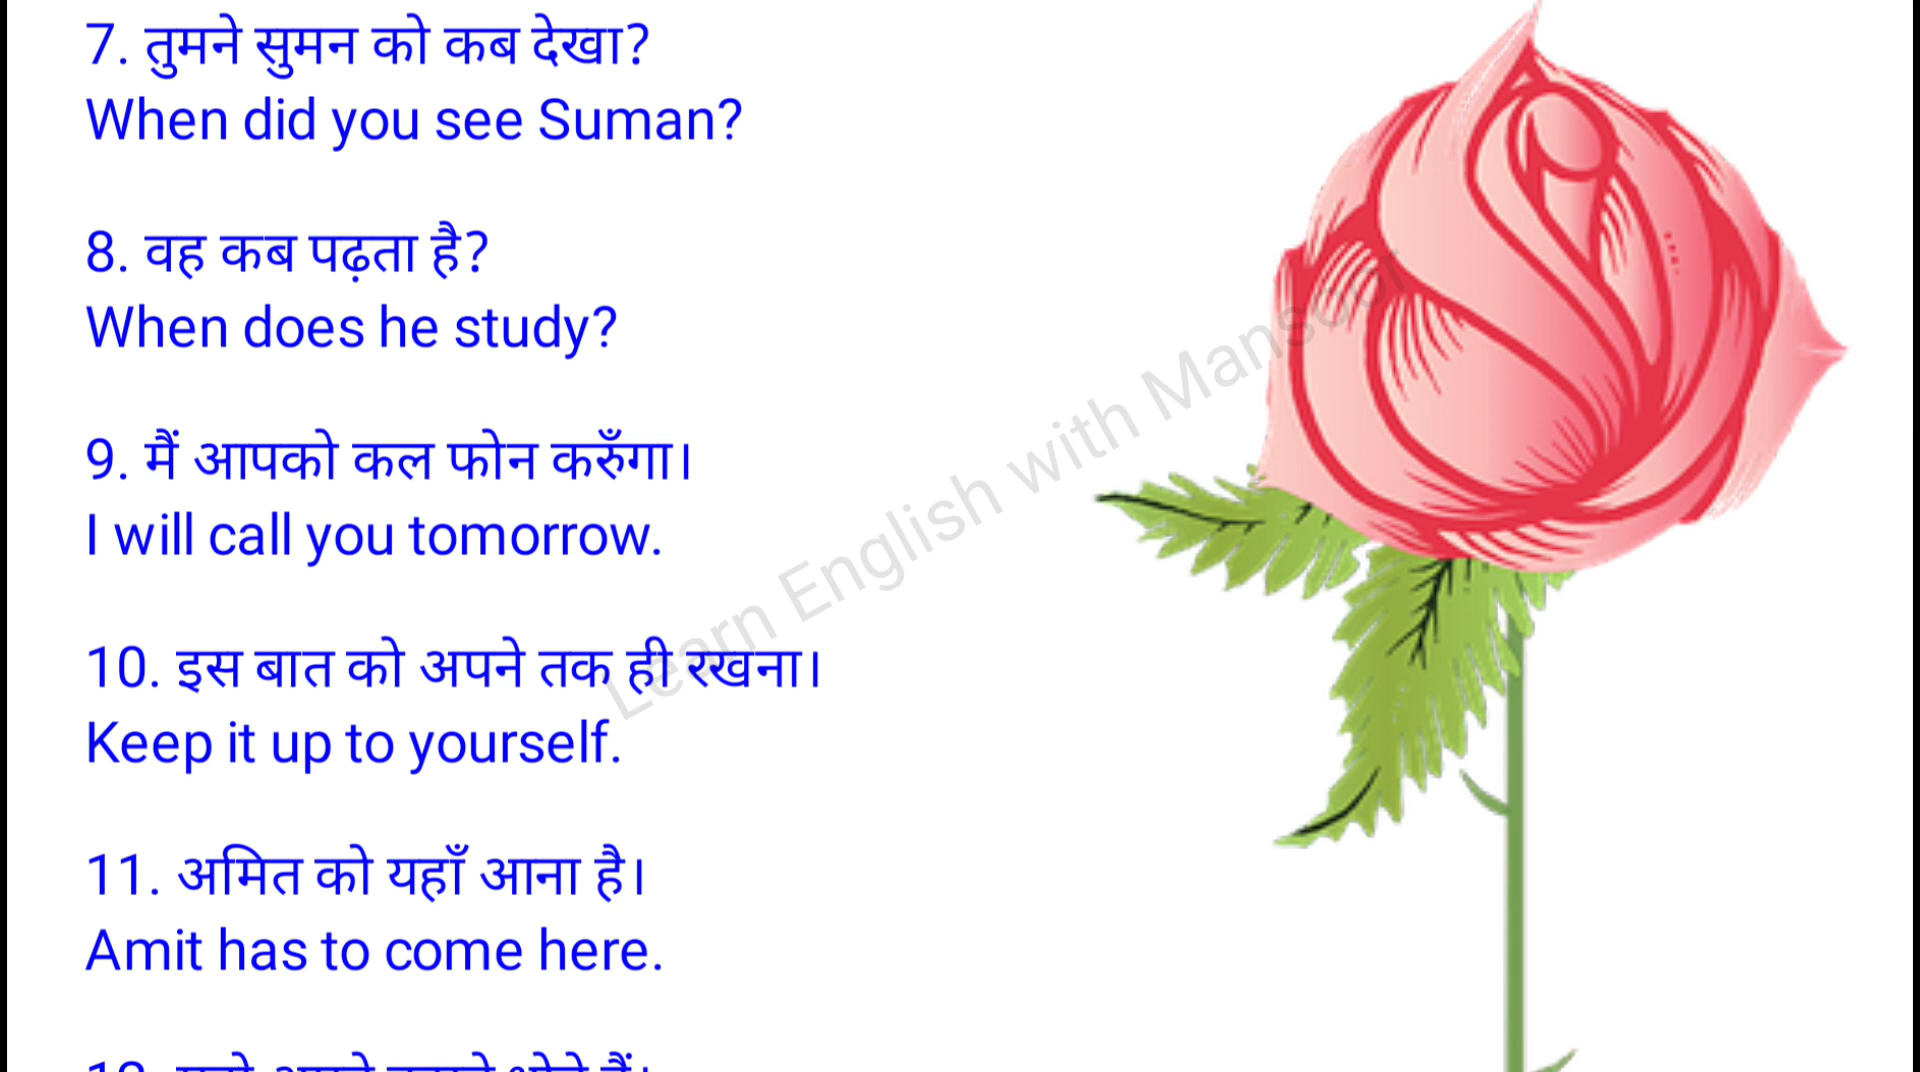 7. तुमने सुमन को कब देखा?
When did you see Suman?
8. वह कब पढ़ता है?
When does he study?
9. मैं आपको कल फोन करुँगा।
I will call you tomorrow.
10. इस बात को अपने तक ही रखना।
Keep it up to yourself.
11. अमित को यहाँ आना है।
Amit has to come here.
Learn English with